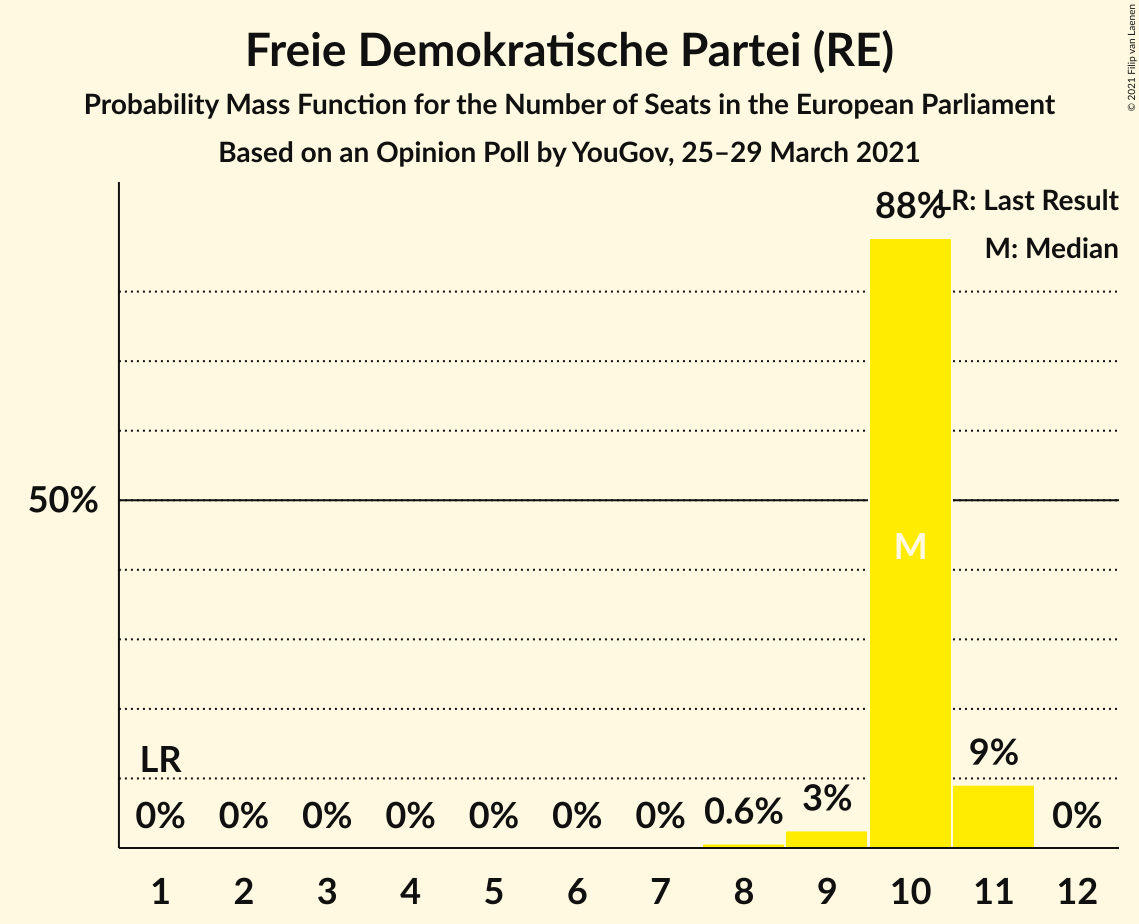 Freie Demokratische Partei (RE)
Probability Mass Function for the Number of Seats in the European Parliament
Based on an Opinion Poll by YouGov, 25–29 March 2021
© 2021 Filip van Laenen
88%
LR: Last Result
M: Median
50%
M
LR
9%
0% 0% 0% 0% 0% 0% 0% 0.6% 3% 0%
1 2 3 4 5 6 7 8 9 10 11 12